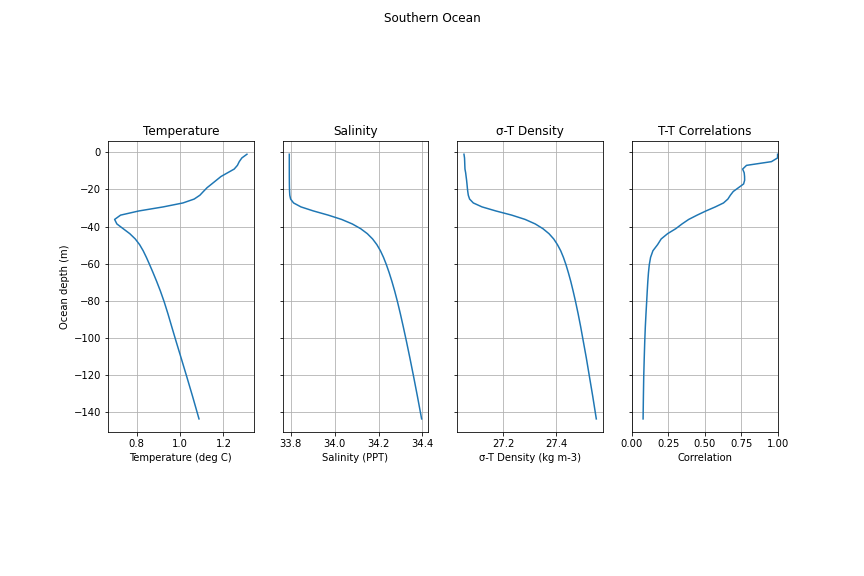 Southern Ocean
Temperature
Salinity
σ-T Density
T-T Correlations
Ocean depth (m)
0
−20
−40
−60
−80
−100
−120
−140
0.8 1.0 1.2
33.8 34.0 34.2 34.4
27.2 27.4
0.00 0.25 0.50 0.75 1.00
Temperature (deg C)
Salinity (PPT)
σ-T Density (kg m-3)
Correlation